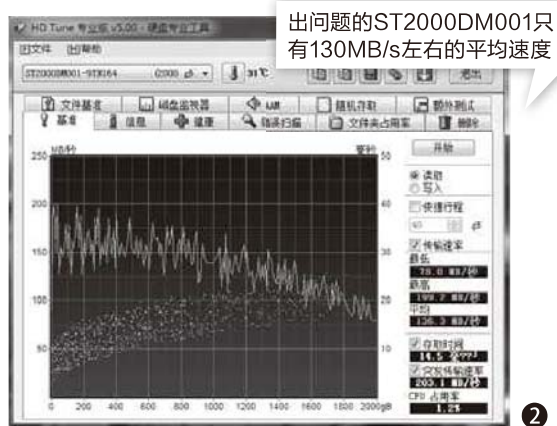 出问题的ST2000DM001只
有130MB/s左右的平均速度
HD Tune 专业版 v5.00 - 硬盘专业工具
文件 帮助
31℃
退出
文件基准 磁盘监视器 AAM 随机存取 额外测试
基准 信息 健康 错误扫描 文件夹占用率 删除
MB/秒 毫秒
开始
250 50
200 40
150 30
100 20
50 10
0 200 400 600 800 1000 1200 1400 1600 1800 2000gB
读取
写入
快捷行程
传输速率
最低
78.0 MB/秒
最高
199.7 MB/秒
平均
136.3 MB/秒
存取时间
突发传输速率
203.1 MB/秒
CPU 占用率
1.2%
2